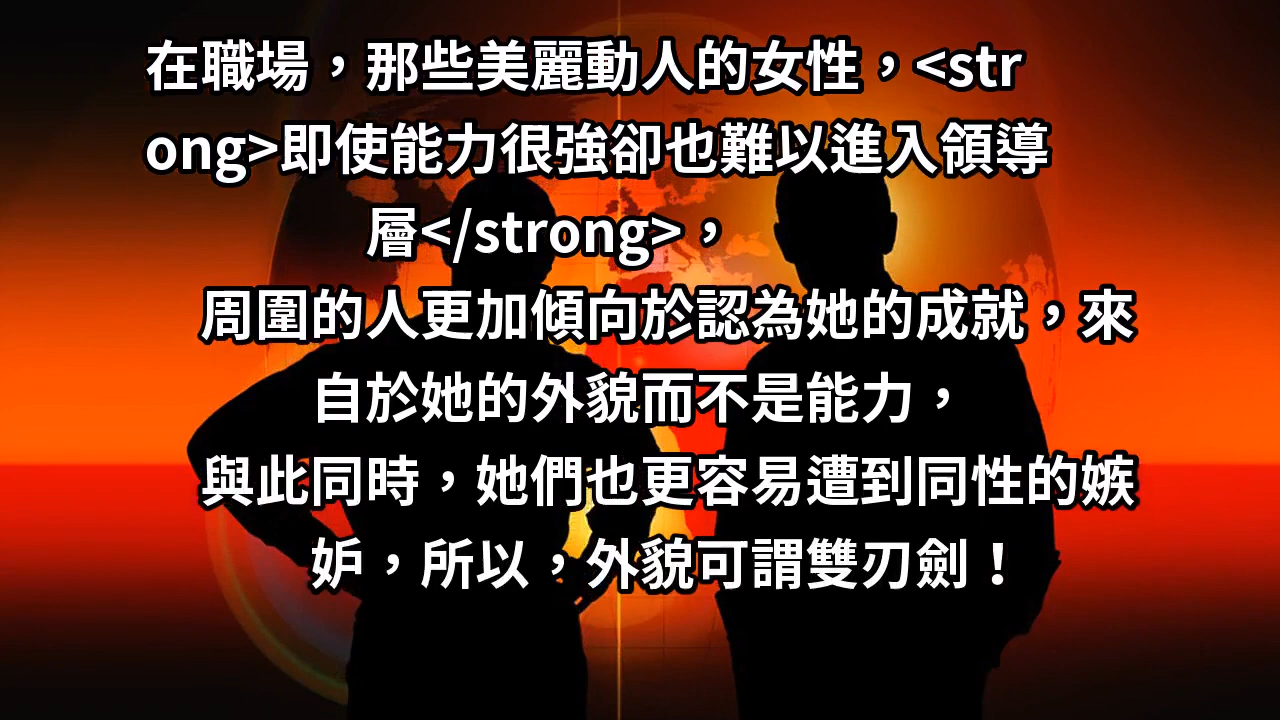 在職場，那些美麗動人的女性，<str
ong>即使能力很強卻也難以進入領導
層</strong>，
周圍的人更加傾向於認為她的成就，來
自於她的外貌而不是能力，
與此同時，她們也更容易遭到同性的嫉
妒，所以，外貌可謂雙刃劍！